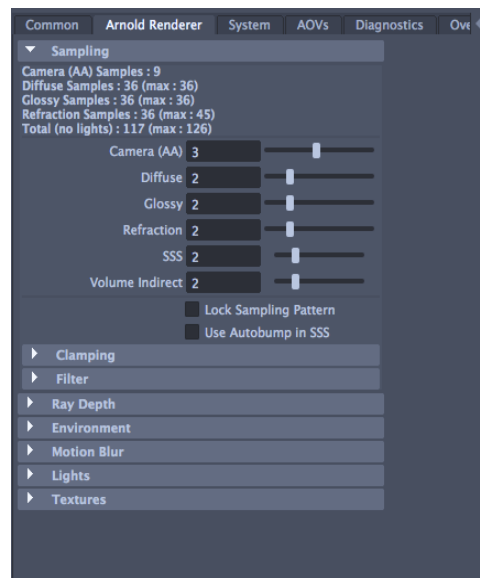 Common Arnold Renderer System AOVs Diagnostics Ove
Sampling
Camera (AA) Samples : 9
Diffuse Samples : 36 (max : 36)
Glossy Samples : 36 (max : 36)
Refraction Samples : 36 (max : 45)
Total (no lights) : 117 (max : 126)
Camera (AA) 3
Diffuse 2
Glossy 2
Refraction 2
SSS 2
Volume Indirect 2
Lock Sampling Pattern
Use Autobump in SSS
Clamping
Filter
Ray Depth
Environment
Motion Blur
Lights
Textures